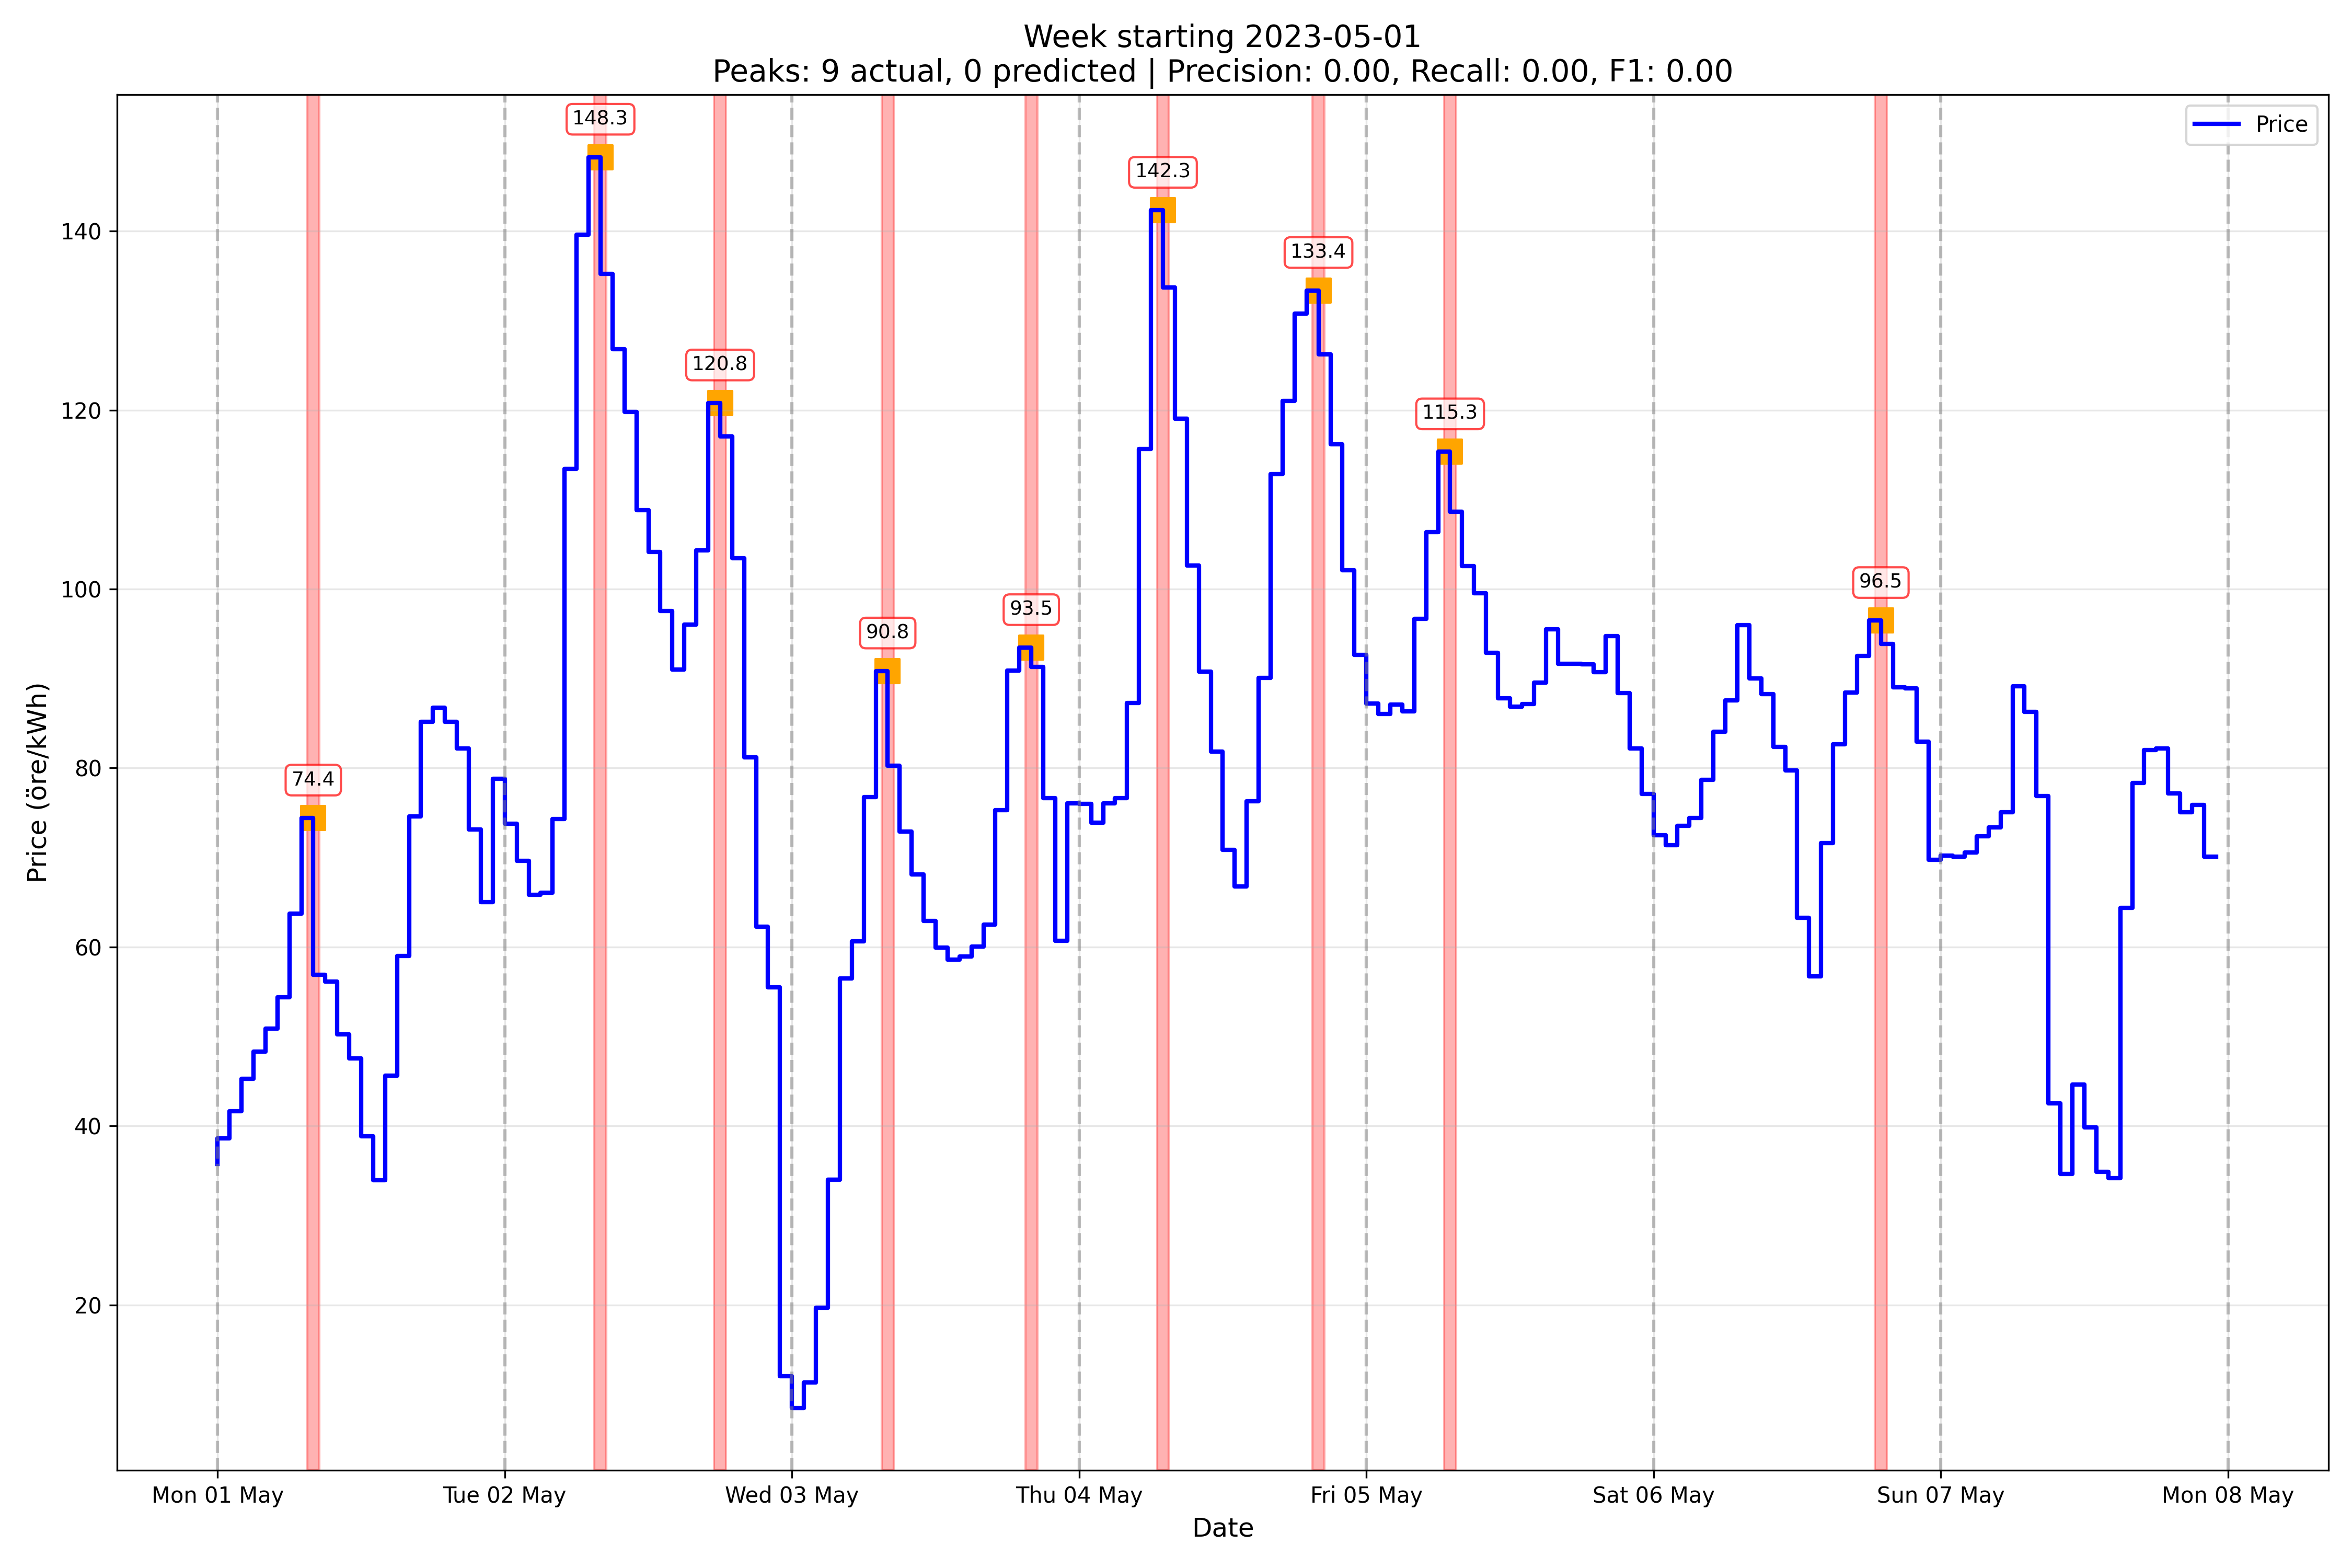 Week starting 2023-05-01
Peaks: 9 actual, 0 predicted | Precision: 0.00, Recall: 0.00, F1: 0.00
Price
148.3
142.3
133.4
120.8
115.3
96.5
93.5
90.8
74.4
140
120
100
80
60
40
20
Price (öre/kWh)
Mon 01 May
Tue 02 May
Wed 03 May
Thu 04 May
Fri 05 May
Sat 06 May
Sun 07 May
Mon 08 May
Date